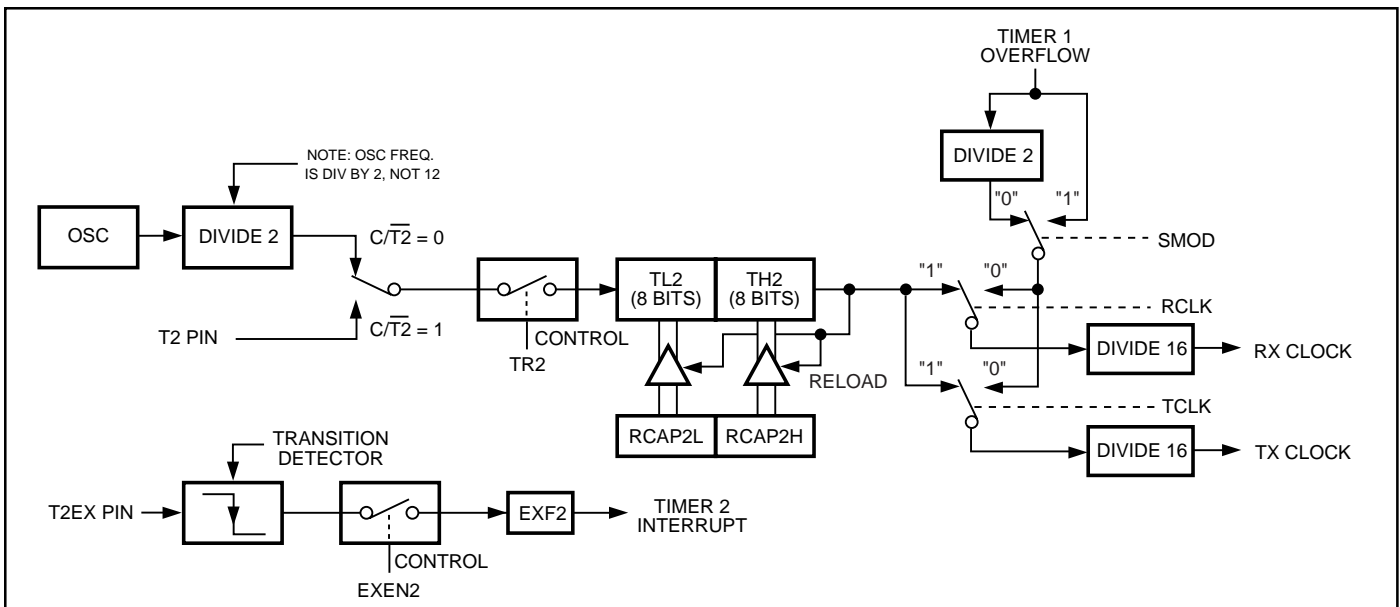 TIMER 1
OVERFLOW
DIVIDE 2
"0"
"1"
SMOD
NOTE: OSC FREQ.
IS DIV BY 2, NOT 12
OSC
DIVIDE 2
C/T̅2̅ = 0
T2 PIN
C/T̅2̅ = 1
CONTROL
TR2
TL2
(8 BITS)
TH2
(8 BITS)
RELOAD
RCAP2L
RCAP2H
"1"
"0"
RCLK
DIVIDE 16
RX CLOCK
"1"
"0"
TCLK
DIVIDE 16
TX CLOCK
TRANSITION
DETECTOR
T2EX PIN
CONTROL
EXEN2
EXF2
TIMER 2
INTERRUPT